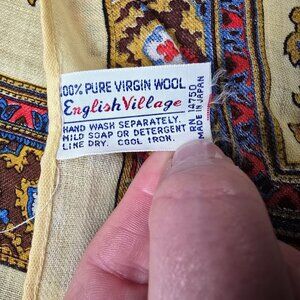 100% PURE VIRGIN WOOL
English Village
HAND WASH SEPARATELY.
MILD SOAP OR DETERGENT
LINE DRY. COOL IRON.
RN 14750
MADE IN JAPAN